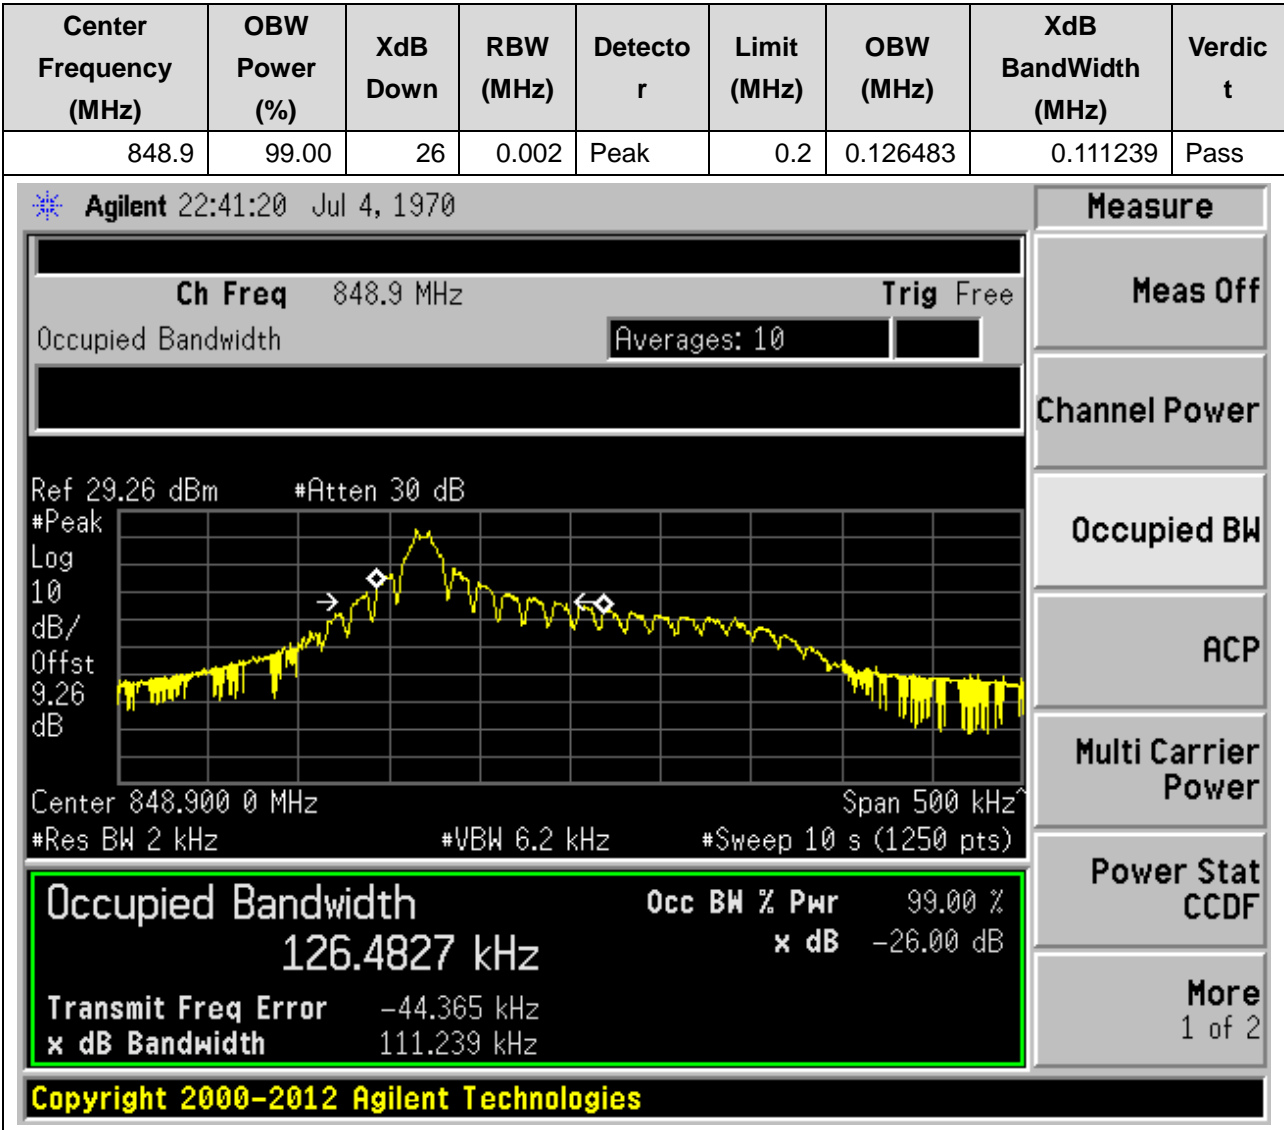 Center Frequency (MHz) OBW Power (%) XdB Down RBW (MHz) Detecto r Limit (MHz) OBW (MHz) XdB BandWidth (MHz) Verdic t
848.9 99.00 26 0.002 Peak 0.2 0.126483 0.111239 Pass
Agilent 22:41:20 Jul 4, 1970
Measure
Ch Freq 848.9 MHz Trig Free
Meas Off
Occupied Bandwidth Averages: 10
Channel Power
Ref 29.26 dBm #Atten 30 dB
#Peak
Log
10
dB/
Offst
9.26
dB
Occupied BW
ACP
Multi Carrier
Power
Center 848.900 0 MHz Span 500 kHz^
#Res BW 2 kHz #VBW 6.2 kHz #Sweep 10 s (1250 pts)
Power Stat
CCDF
Occupied Bandwidth Occ BW % Pwr 99.00 %
126.4827 kHz x dB -26.00 dB
Transmit Freq Error -44.365 kHz
x dB Bandwidth 111.239 kHz
More
1 of 2
Copyright 2000-2012 Agilent Technologies